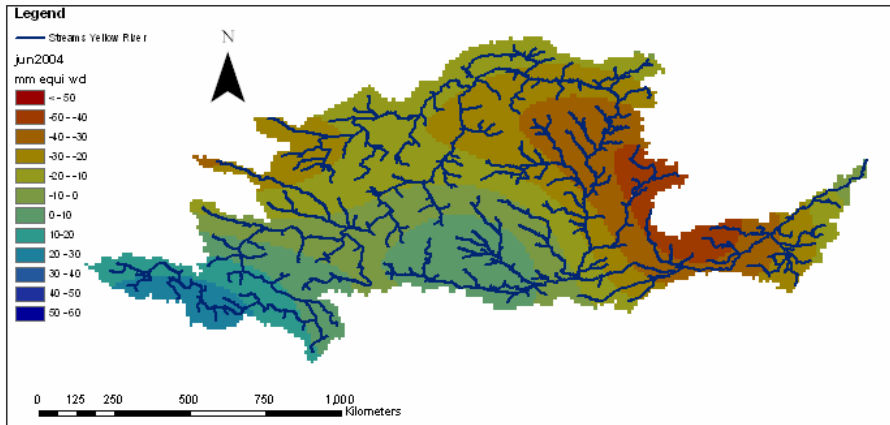 Legend
Streams Yellow River
jun2004
mm equi wd
< -50
-50 - -40
-40 - -30
-30 - -20
-20 - -10
-10 - 0
0 - 10
10 - 20
20 - 30
30 - 40
40 - 50
50 - 60
N
0 125 250 500 750 1,000
Kilometers